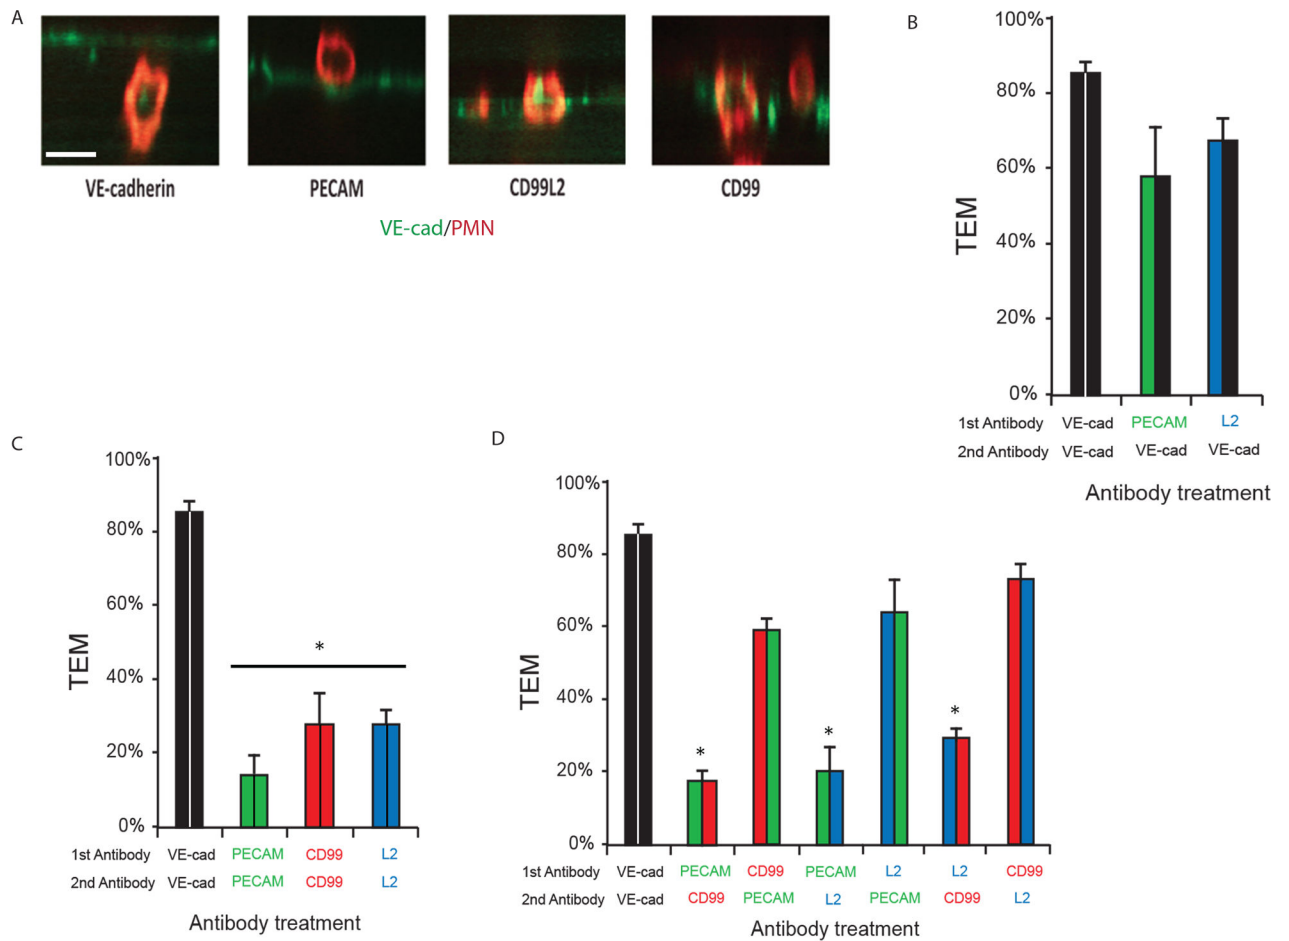 A
VE-cadherin
PECAM
CD99L2
CD99
VE-cad/PMN
B
100%
80%
60%
40%
20%
0%
TEM
1st Antibody VE-cad PECAM L2
2nd Antibody VE-cad VE-cad VE-cad
Antibody treatment
C
100%
80%
60%
40%
20%
0%
TEM
*
1st Antibody VE-cad PECAM CD99 L2
2nd Antibody VE-cad PECAM CD99 L2
Antibody treatment
D
100%
80%
60%
40%
20%
0%
TEM
* * *
1st Antibody VE-cad PECAM CD99 PECAM L2 L2 CD99
2nd Antibody VE-cad CD99 PECAM L2 PECAM CD99 L2
Antibody treatment